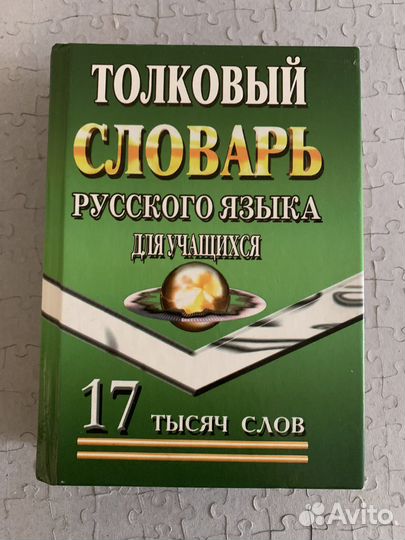 ТОЛКОВЫЙ
СЛОВАРЬ
РУССКОГО ЯЗЫКА
ДЛЯ УЧАЩИХСЯ
17 ТЫСЯЧ СЛОВ
Avito